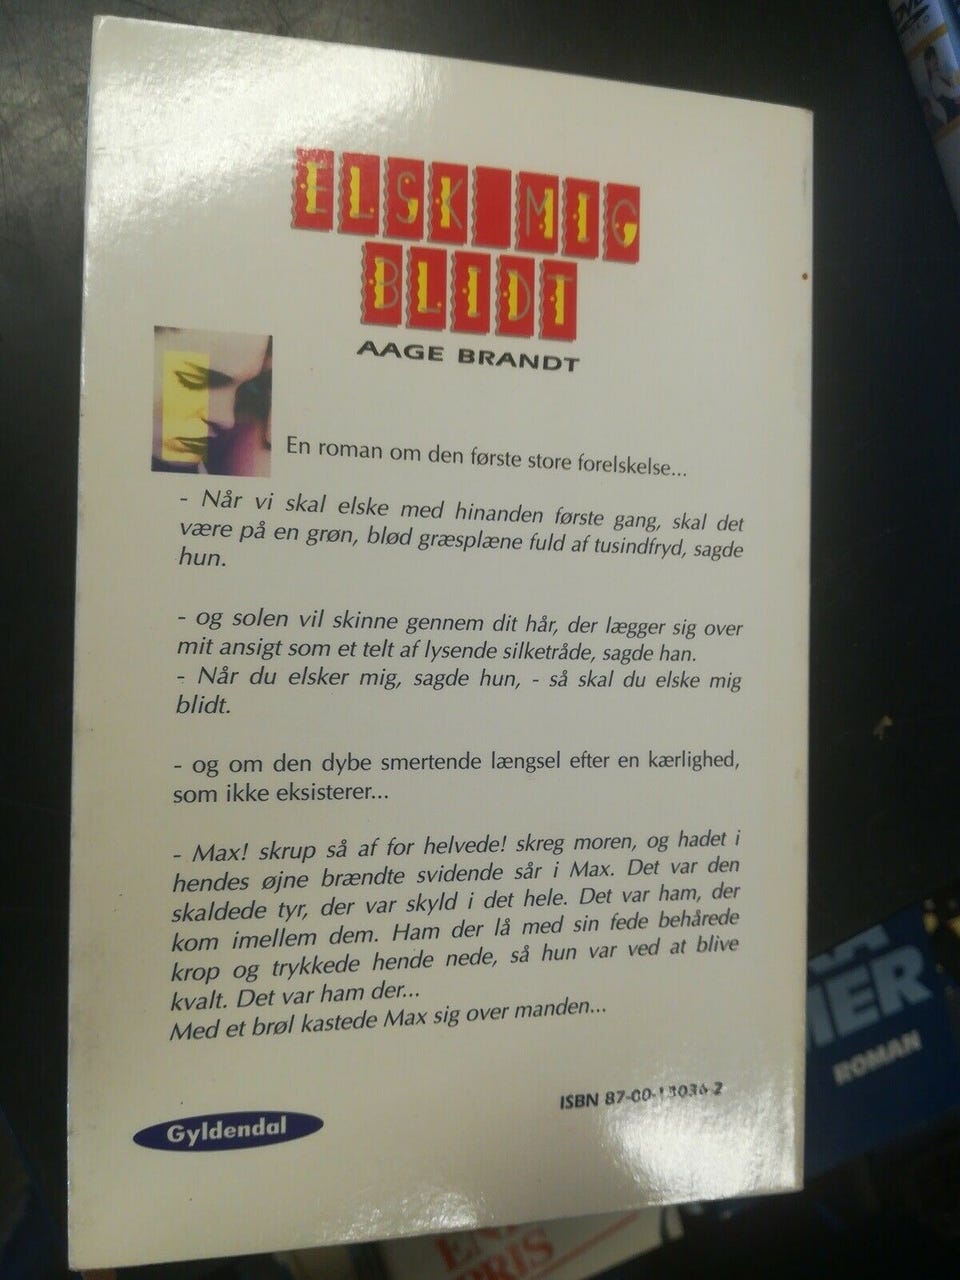 ELSK MIG
BLIDT
AAGE BRANDT
En roman om den første store forelskelse...
- Når vi skal elske med hinanden første gang, skal det
være på en grøn, blød græsplæne fuld af tusindfryd, sagde
hun.
- og solen vil skinne gennem dit hår, der lægger sig over
mit ansigt som et telt af lysende silketråde, sagde han.
- Når du elsker mig, sagde hun, - så skal du elske mig
blidt.
- og om den dybe smertende længsel efter en kærlighed,
som ikke eksisterer...
- Max! skrup så af for helvede! skreg moren, og hadet i
hendes øjne brændte svidende sår i Max. Det var den
skaldede tyr, der var skyld i det hele. Det var ham, der
kom imellem dem. Ham der lå med sin fede behårede
krop og trykkede hende nede, så hun var ved at blive
kvalt. Det var ham der...
Med et brøl kastede Max sig over manden...
ISBN
Gyldendal
ROMAN